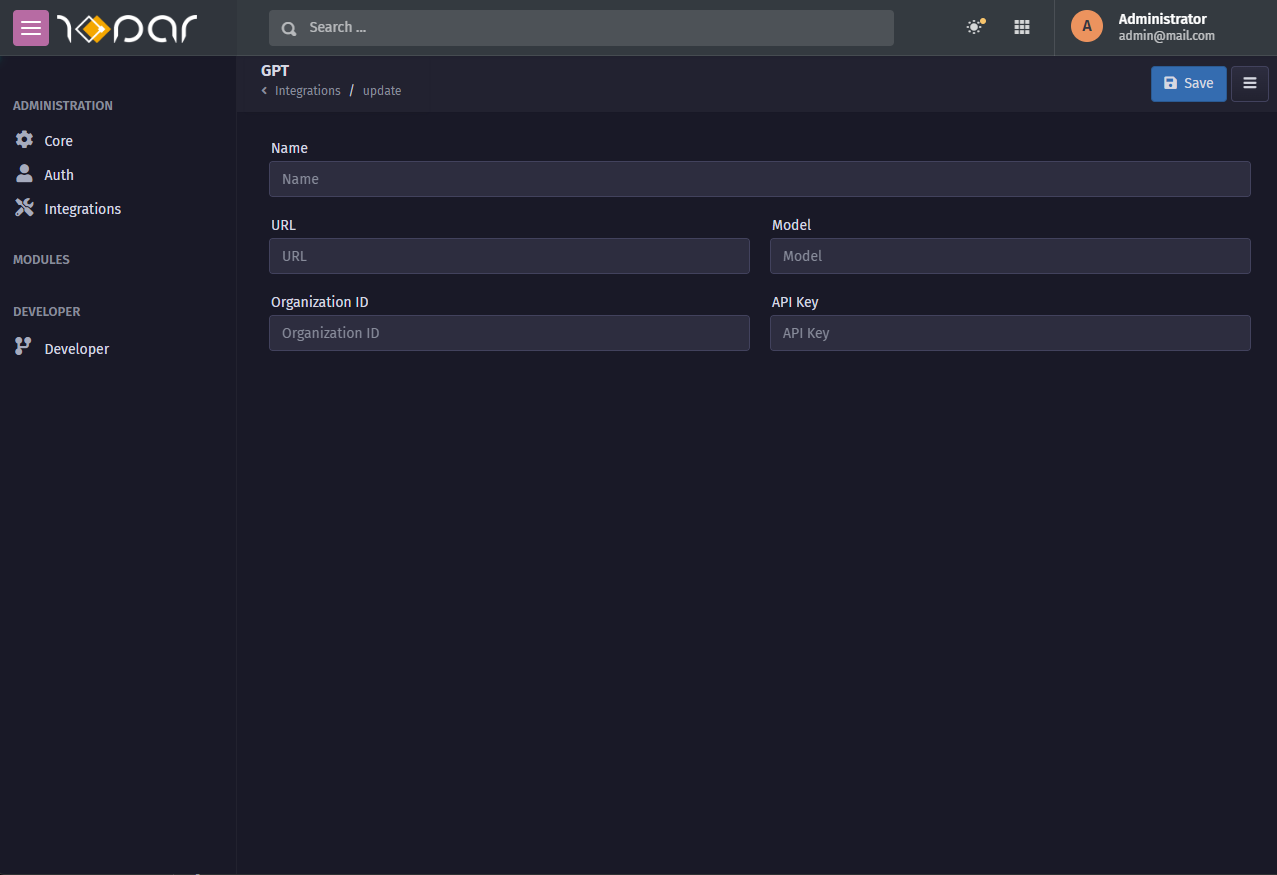 Search ...
A
Administrator
admin@mail.com
GPT
Integrations / update
Save
ADMINISTRATION
Core
Auth
Integrations
MODULES
DEVELOPER
Developer
Name
Name
URL
Model
URL
Model
Organization ID
API Key
Organization ID
API Key